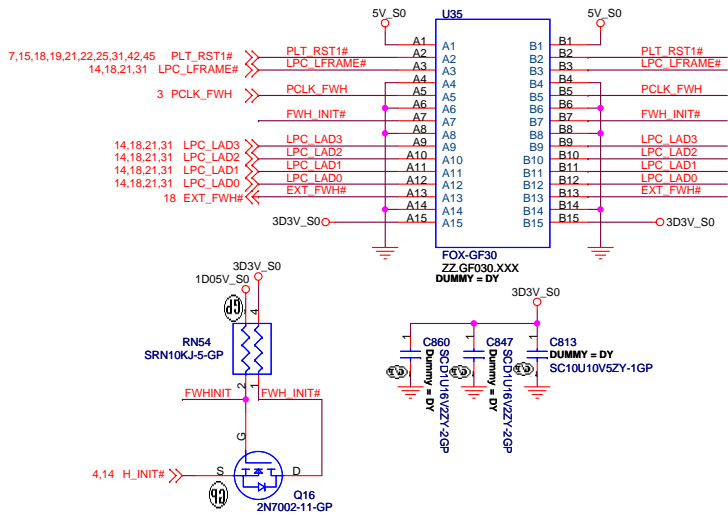 U35
5V_S0
5V_S0
A1 A1 B1 B1
7,15,18,19,21,22,25,31,42,45 PLT_RST1# PLT_RST1# A2 A2 B2 B2 PLT_RST1#
14,18,21,31 LPC_LFRAME# LPC_LFRAME# A3 A3 B3 B3 LPC_LFRAME#
A4 A4 B4 B4
3 PCLK_FWH PCLK_FWH A5 A5 B5 B5 PCLK_FWH
A6 A6 B6 B6
FWH_INIT# A7 A7 B7 B7 FWH_INIT#
A8 A8 B8 B8
14,18,21,31 LPC_LAD3 LPC_LAD3 A9 A9 B9 B9 LPC_LAD3
14,18,21,31 LPC_LAD2 LPC_LAD2 A10 A10 B10 B10 LPC_LAD2
14,18,21,31 LPC_LAD1 LPC_LAD1 A11 A11 B11 B11 LPC_LAD1
14,18,21,31 LPC_LAD0 LPC_LAD0 A12 A12 B12 B12 LPC_LAD0
18 EXT_FWH# EXT_FWH# A13 A13 B13 B13 EXT_FWH#
A14 A14 B14 B14
3D3V_S0 A15 A15 B15 B15 3D3V_S0
FOX-GF30
ZZ.GF030.XXX
DUMMY = DY
3D3V_S0
1D05V_S0
GP
4
RN54
SRN10KJ-5-GP
2
1
FWHINIT FWH_INIT#
G
4,14 H_INIT# S D
GP
Q16
2N7002-11-GP
3D3V_S0
1
C860
2
Dummy = DY
SCD1U16V2ZY-2GP
1
C847
2
Dummy = DY
SCD1U16V2ZY-2GP
1
C813
DUMMY = DY
SC10U10V5ZY-1GP
2